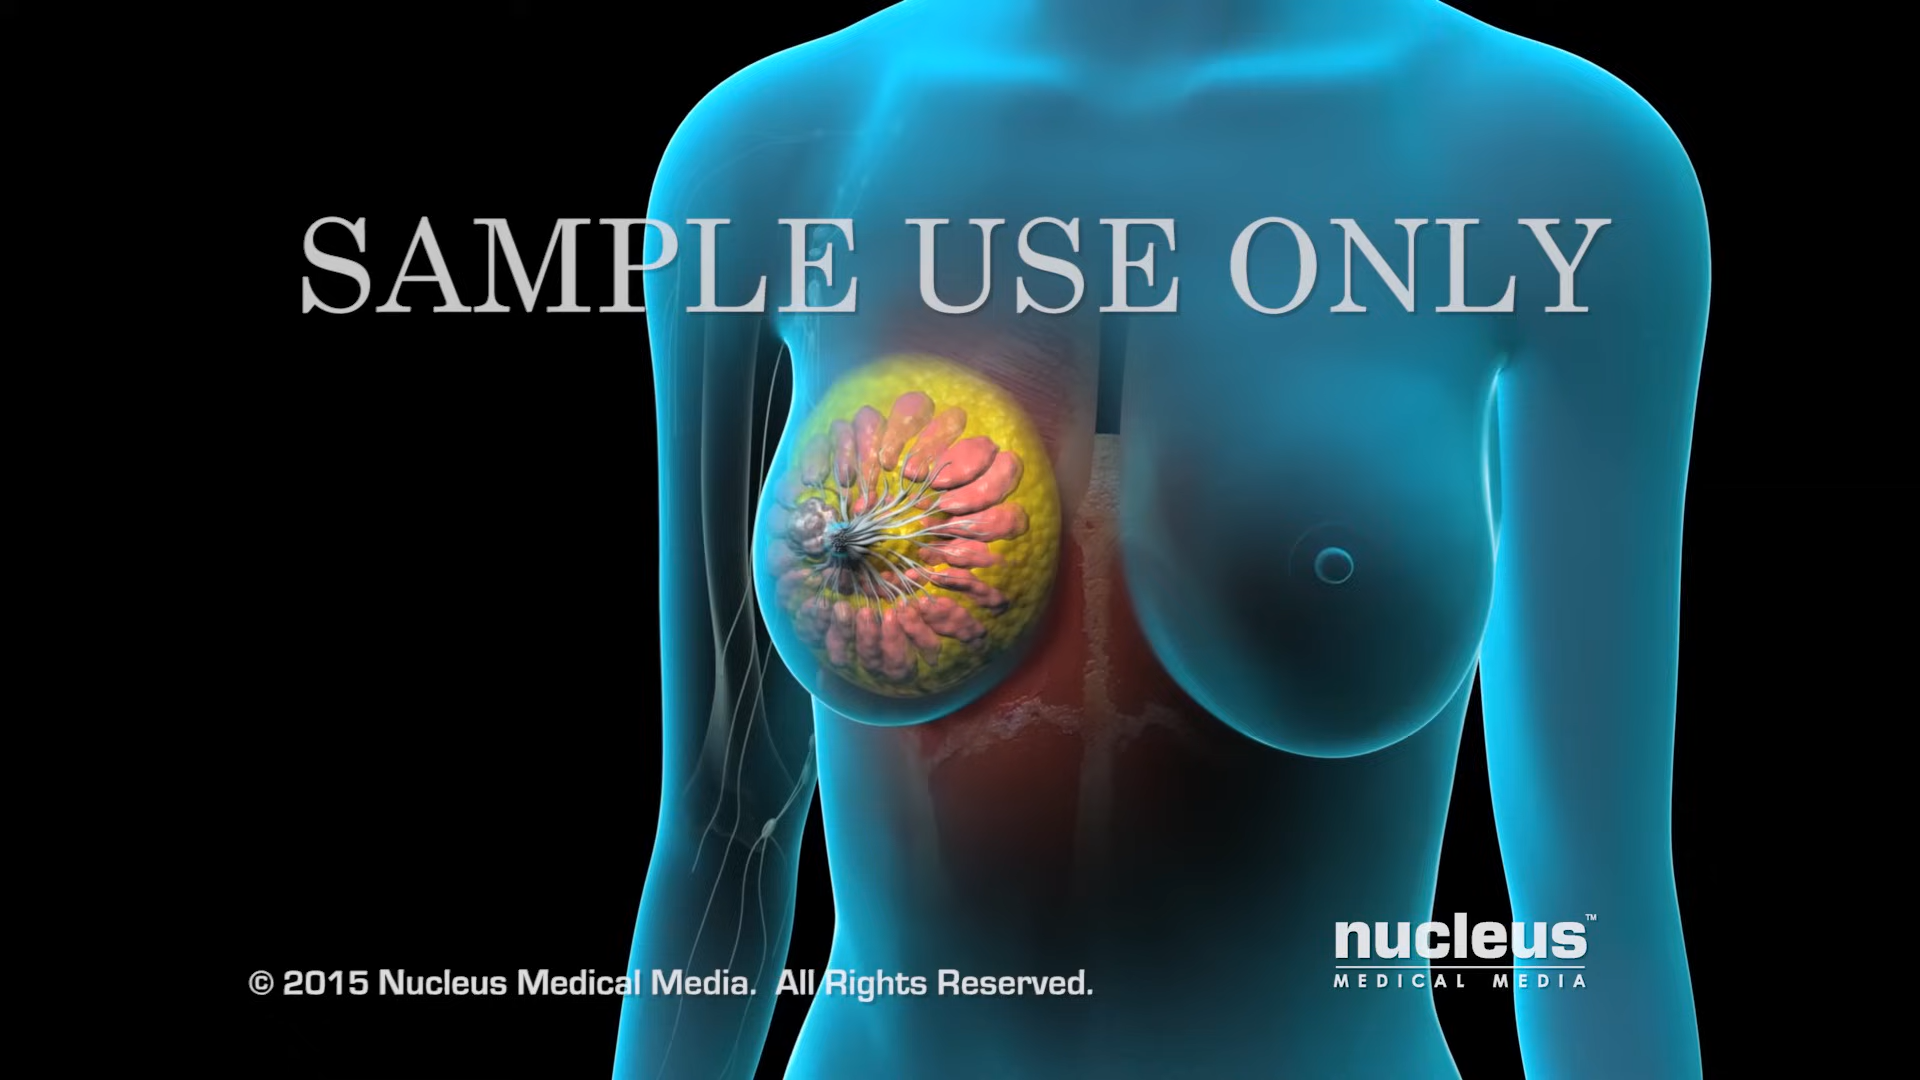 SAMPLE USE ONLY
nucleus™
MEDICAL MEDIA
© 2015 Nucleus Medical Media. All Rights Reserved.